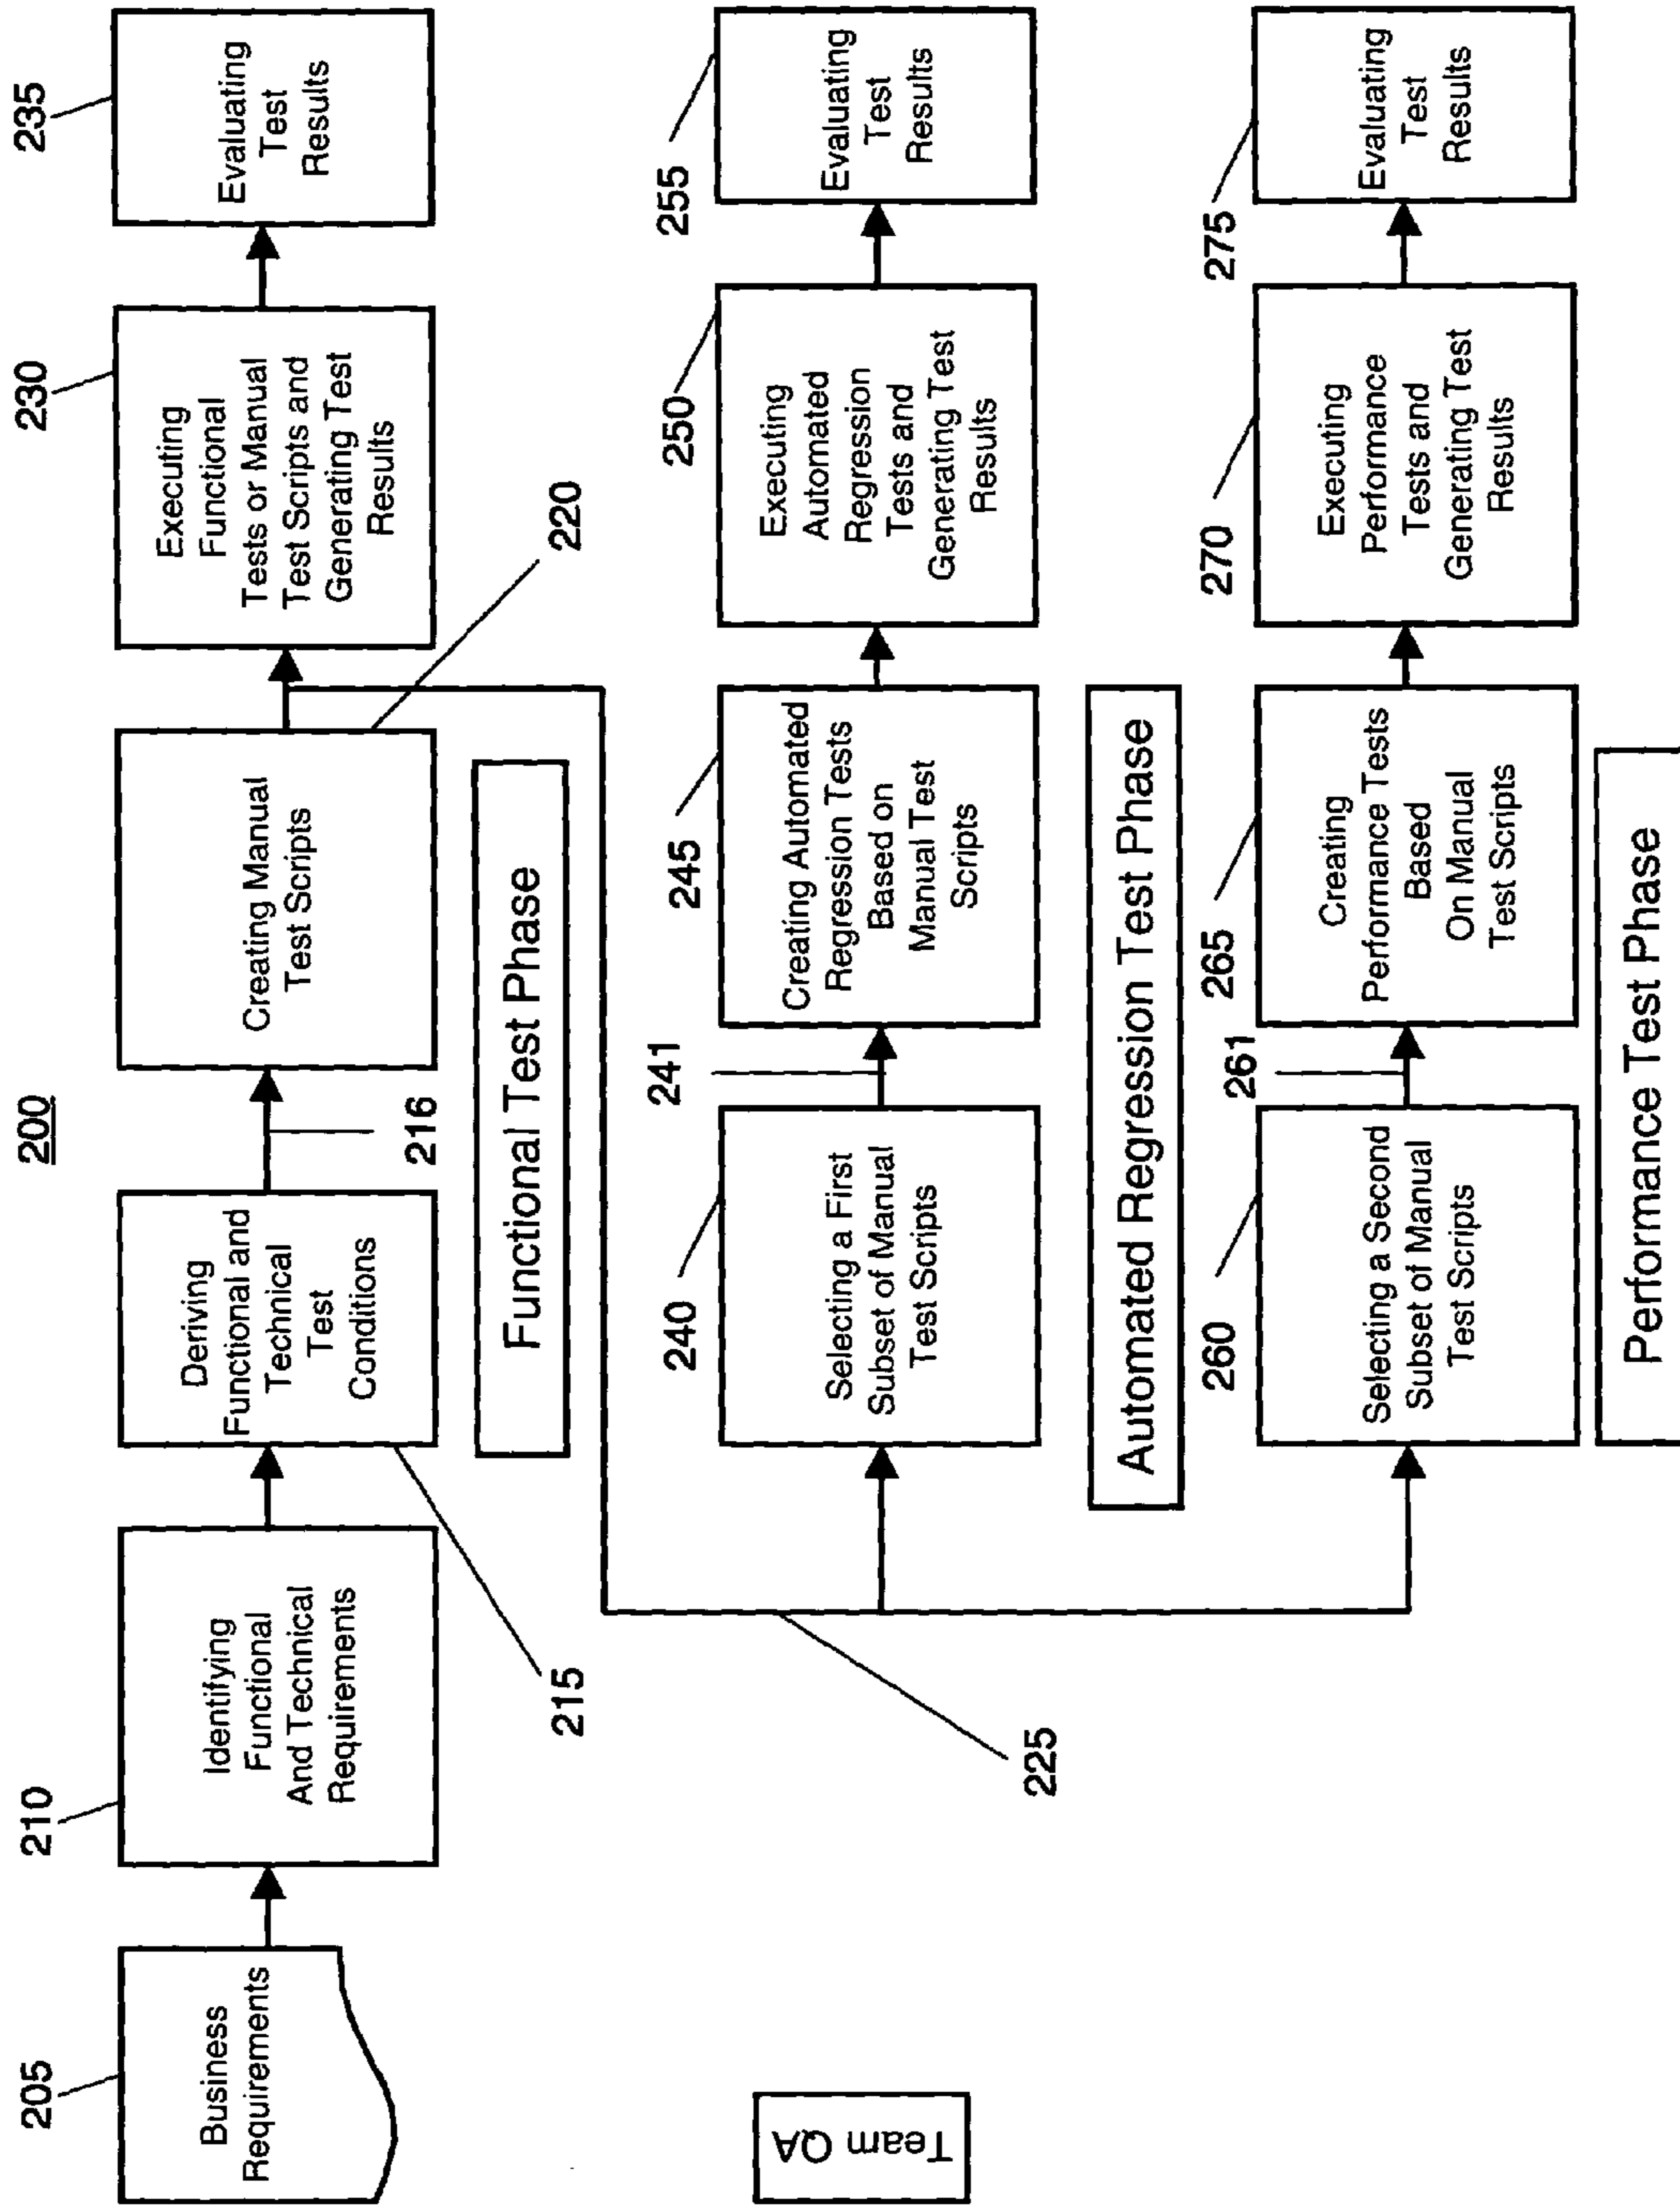 200
205
Business
Requirements
210
Identifying
Functional
And Technical
Requirements
215
Deriving
Functional and
Technical
Test
Conditions
216
Creating Manual
Test Scripts
220
230
Executing
Functional
Tests or Manual
Test Scripts and
Generating Test
Results
235
Evaluating
Test
Results
Functional Test Phase
225
240
Selecting a First
Subset of Manual
Test Scripts
241
245
Creating Automated
Regression Tests
Based on
Manual Test
Scripts
250
Executing
Automated
Regression
Tests and
Generating Test
Results
255
Evaluating
Test
Results
Automated Regression Test Phase
260
Selecting a Second
Subset of Manual
Test Scripts
261
265
Creating
Performance Tests
Based
On Manual
Test Scripts
270
Executing
Performance
Tests and
Generating Test
Results
275
Evaluating
Test
Results
Performance Test Phase
Team QA